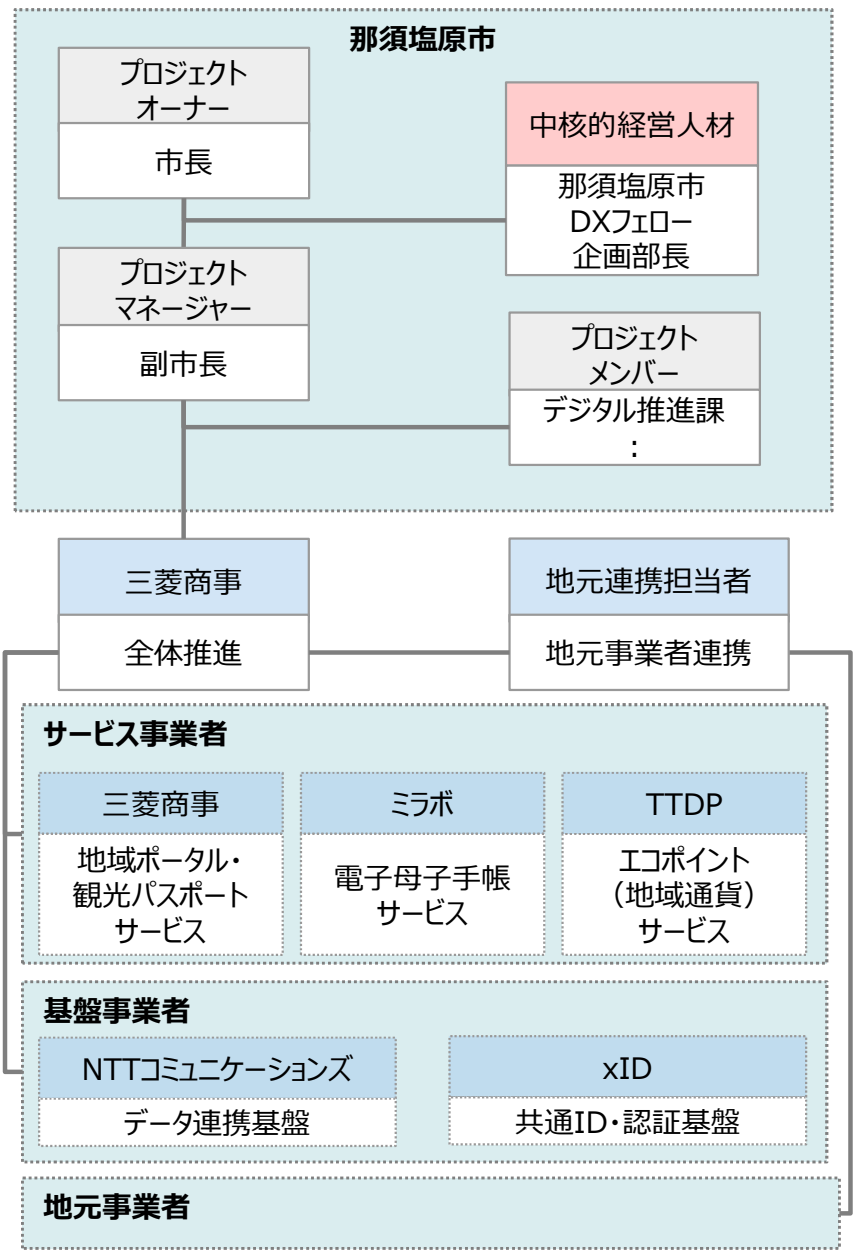 那須塩原市
プロジェクト
オーナー
市長
中核的経営人材
那須塩原市
DXフェロー
企画部長
プロジェクト
マネージャー
副市長
プロジェクト
メンバー
デジタル推進課
：
三菱商事
全体推進
地元連携担当者
地元事業者連携
サービス事業者
三菱商事
地域ポータル・
観光パスポート
サービス
ミラボ
電子母子手帳
サービス
TTDP
エコポイント
（地域通貨）
サービス
基盤事業者
NTTコミュニケーションズ
データ連携基盤
xID
共通ID・認証基盤
地元事業者